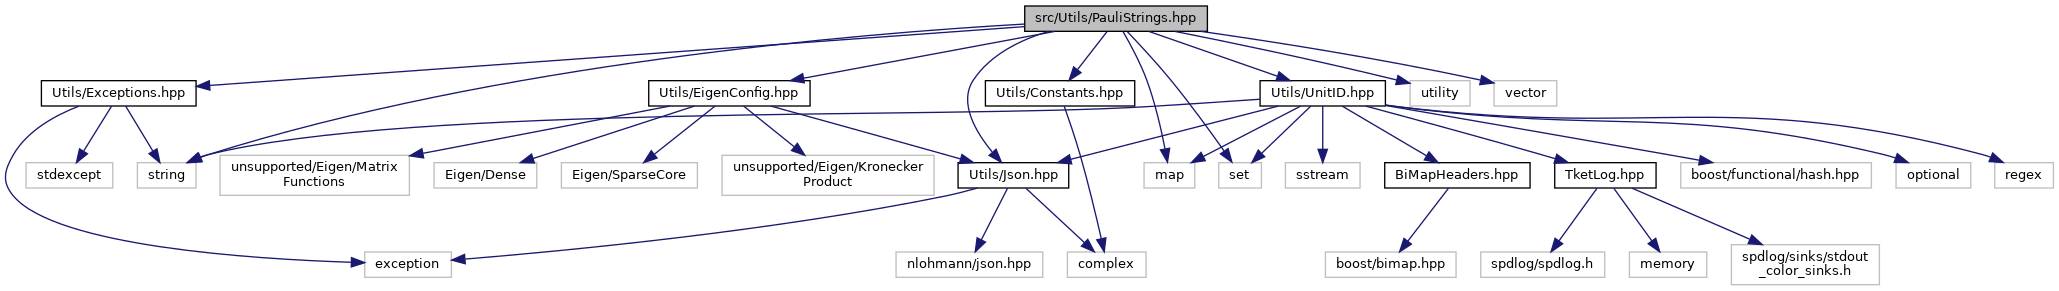 src/Utils/PauliStrings.hpp
Utils/Exceptions.hpp
Utils/EigenConfig.hpp
Utils/Constants.hpp
Utils/UnitID.hpp
utility
vector
stdexcept
string
unsupported/Eigen/Matrix
Functions
Eigen/Dense
Eigen/SparseCore
unsupported/Eigen/Kronecker
Product
Utils/Json.hpp
map
set
sstream
BiMapHeaders.hpp
TketLog.hpp
boost/functional/hash.hpp
optional
regex
exception
nlohmann/json.hpp
complex
boost/bimap.hpp
spdlog/spdlog.h
memory
spdlog/sinks/stdout
_color_sinks.h